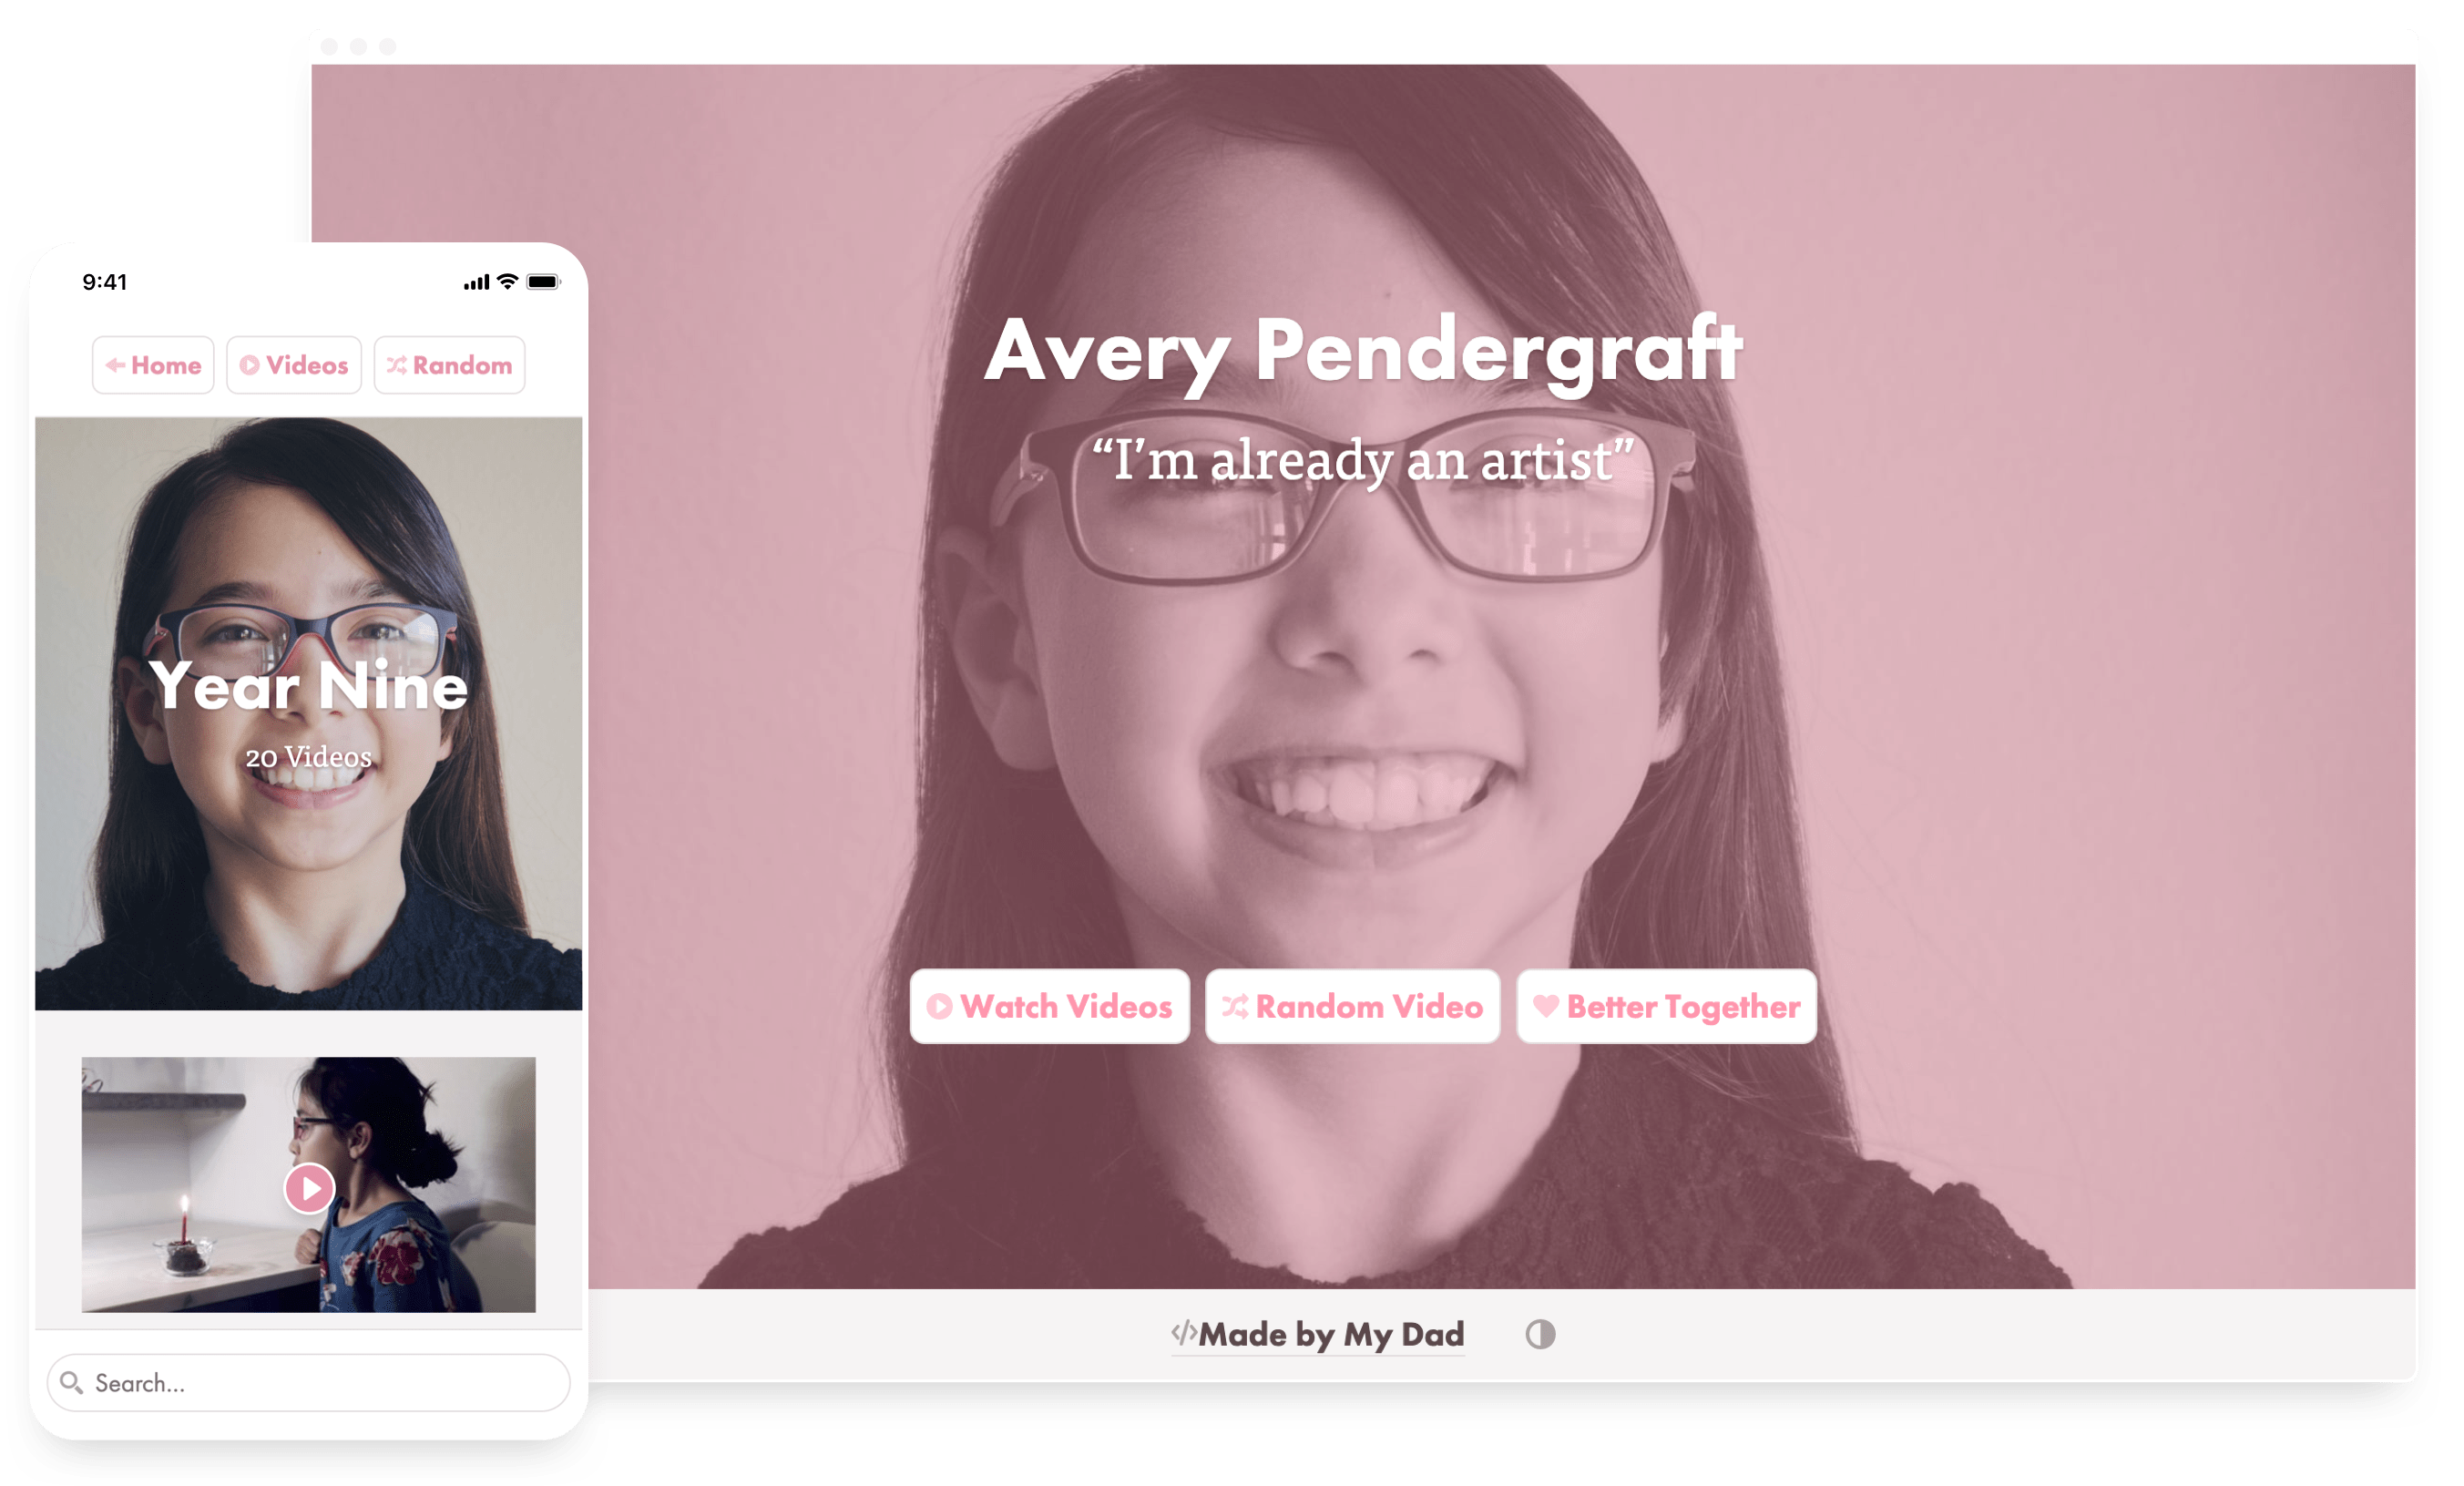 9:41
Home Videos Random
Year Nine
20 Videos
Search...
Avery Pendergraft
“I’m already an artist”
Watch Videos Random Video Better Together
</>Made by My Dad